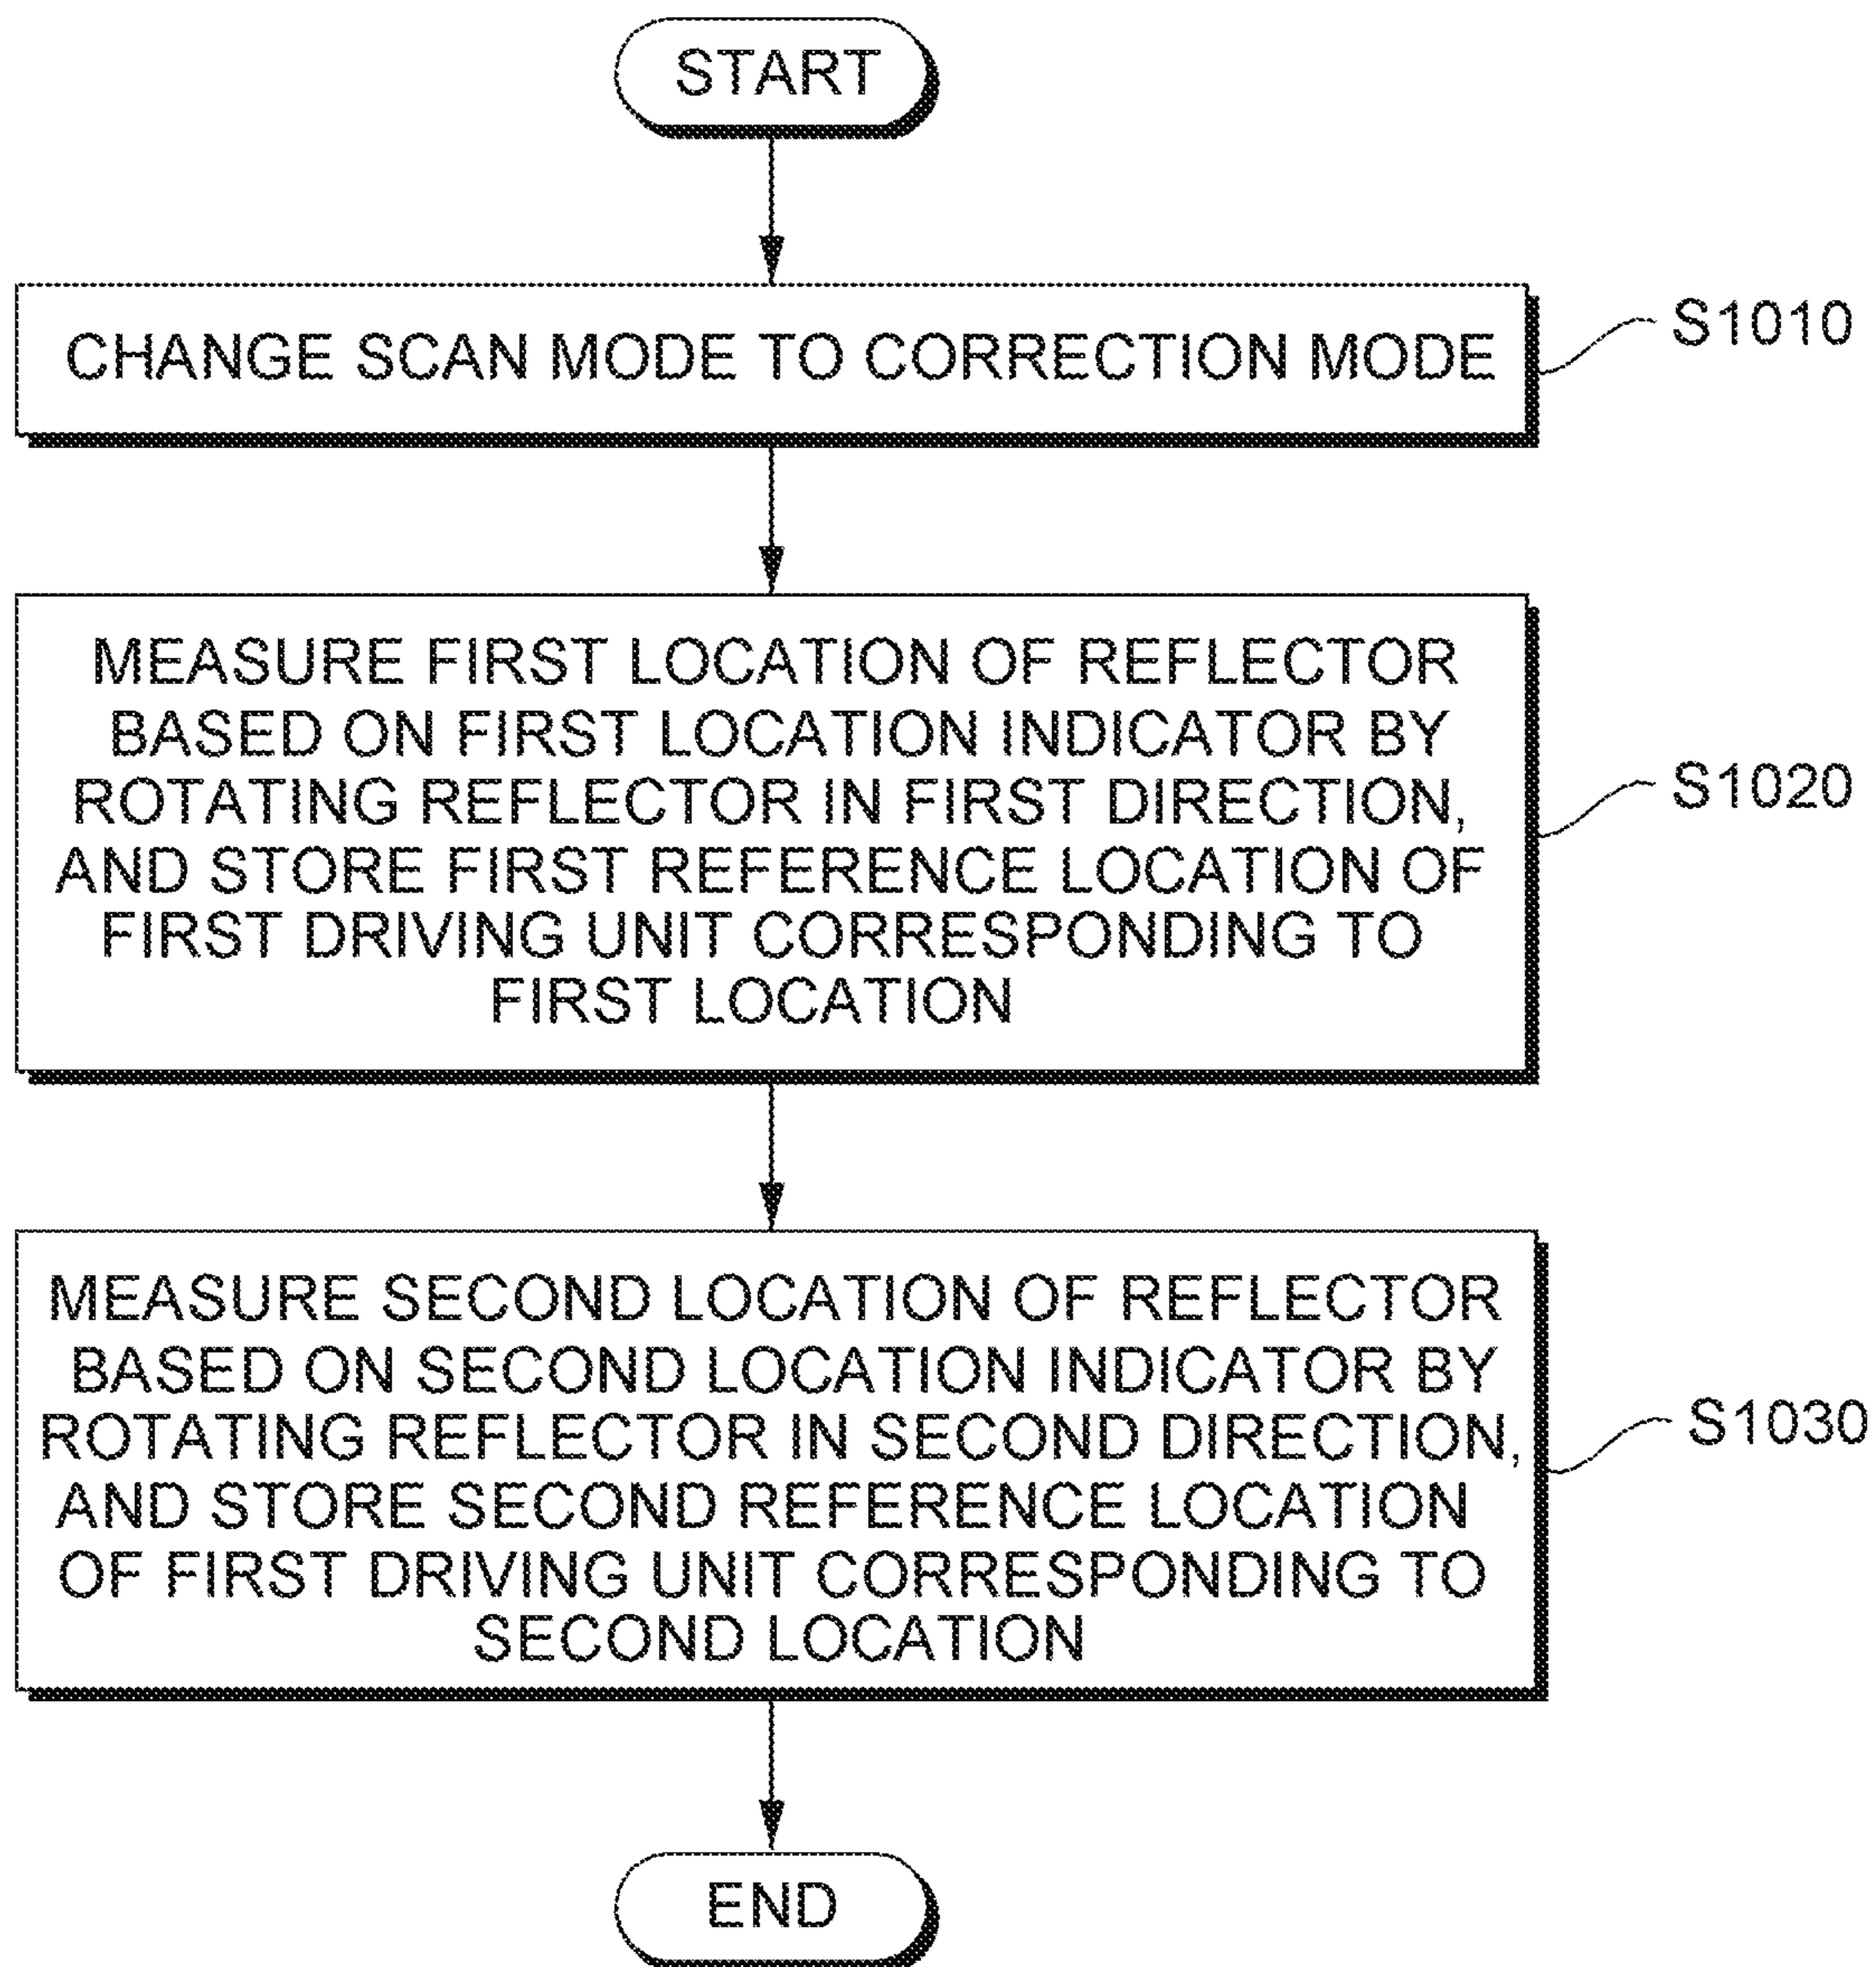 START
CHANGE SCAN MODE TO CORRECTION MODE
S1010
MEASURE FIRST LOCATION OF REFLECTOR
BASED ON FIRST LOCATION INDICATOR BY
ROTATING REFLECTOR IN FIRST DIRECTION,
AND STORE FIRST REFERENCE LOCATION OF
FIRST DRIVING UNIT CORRESPONDING TO
FIRST LOCATION
S1020
MEASURE SECOND LOCATION OF REFLECTOR
BASED ON SECOND LOCATION INDICATOR BY
ROTATING REFLECTOR IN SECOND DIRECTION,
AND STORE SECOND REFERENCE LOCATION
OF FIRST DRIVING UNIT CORRESPONDING TO
SECOND LOCATION
S1030
END